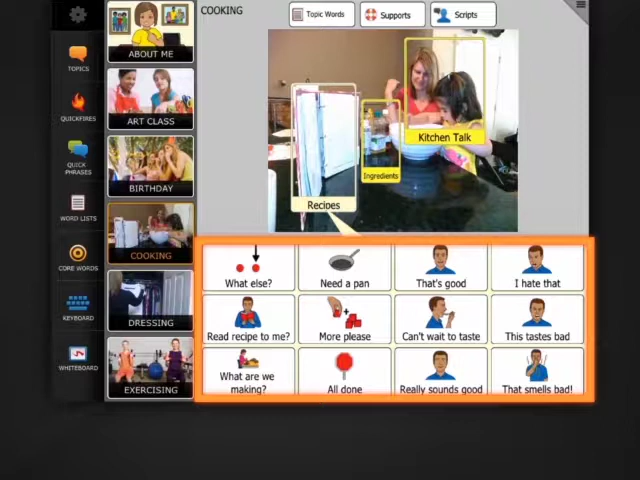 COOKING
Topic Words
Supports
Scripts
TOPICS
QUICKFIRES
QUICK
PHRASES
WORD LISTS
CORE WORDS
KEYBOARD
WHITEBOARD
ABOUT ME
ART CLASS
BIRTHDAY
COOKING
DRESSING
EXERCISING
Kitchen Talk
Ingredients
Recipes
What else?
Need a pan
That's good
I hate that
Read recipe to me?
More please
Can't wait to taste
This tastes bad
What are we
making?
All done
Really sounds good
That smells bad!